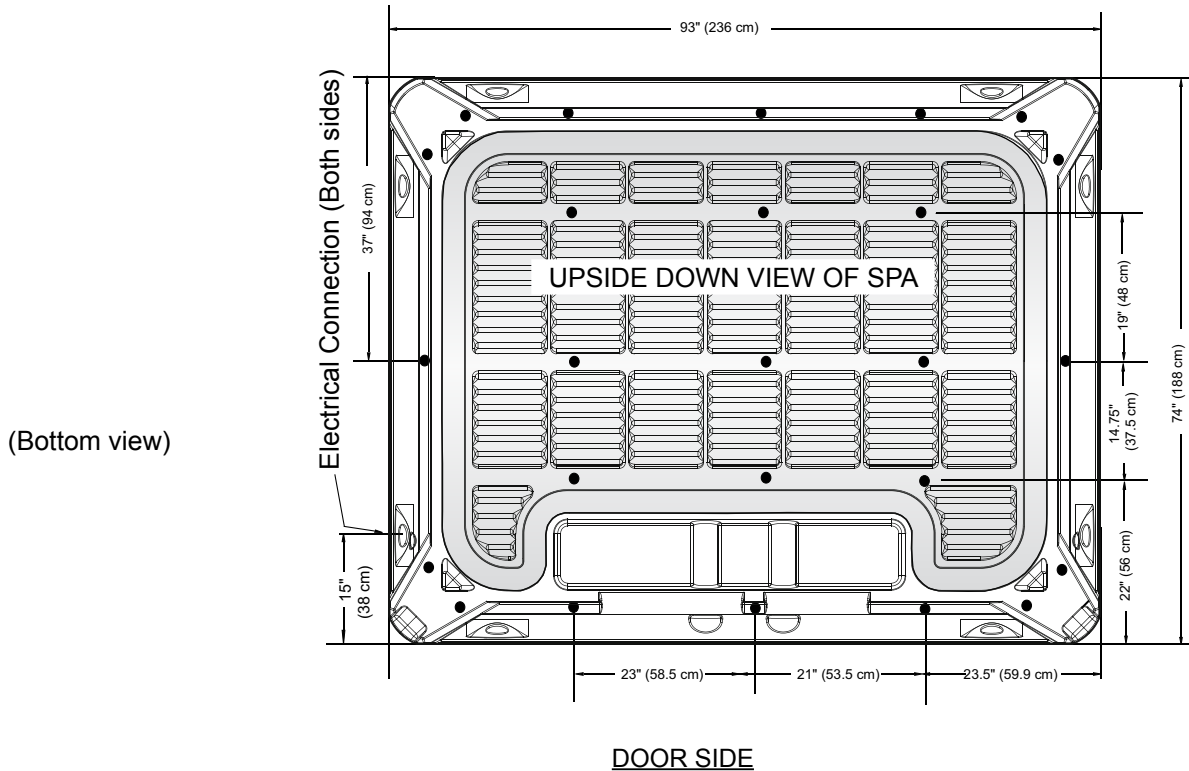 93" (236 cm)
Electrical Connection (Both sides)
37" (94 cm)
UPSIDE DOWN VIEW OF SPA
19" (48 cm)
74" (188 cm)
14.75"
(37.5 cm)
(Bottom view)
15"
(38 cm)
22" (56 cm)
23" (58.5 cm)
21" (53.5 cm)
23.5" (59.9 cm)
DOOR SIDE